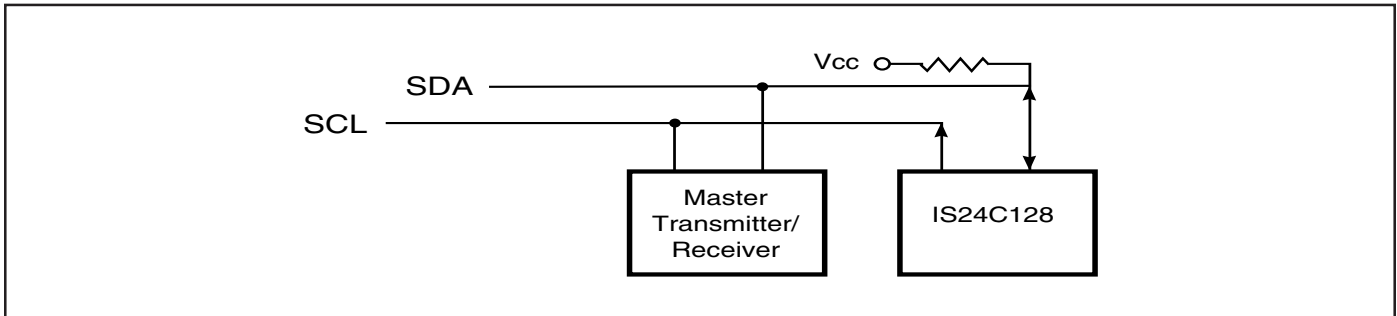 Vcc
SDA
SCL
Master
Transmitter/
Receiver
IS24C128